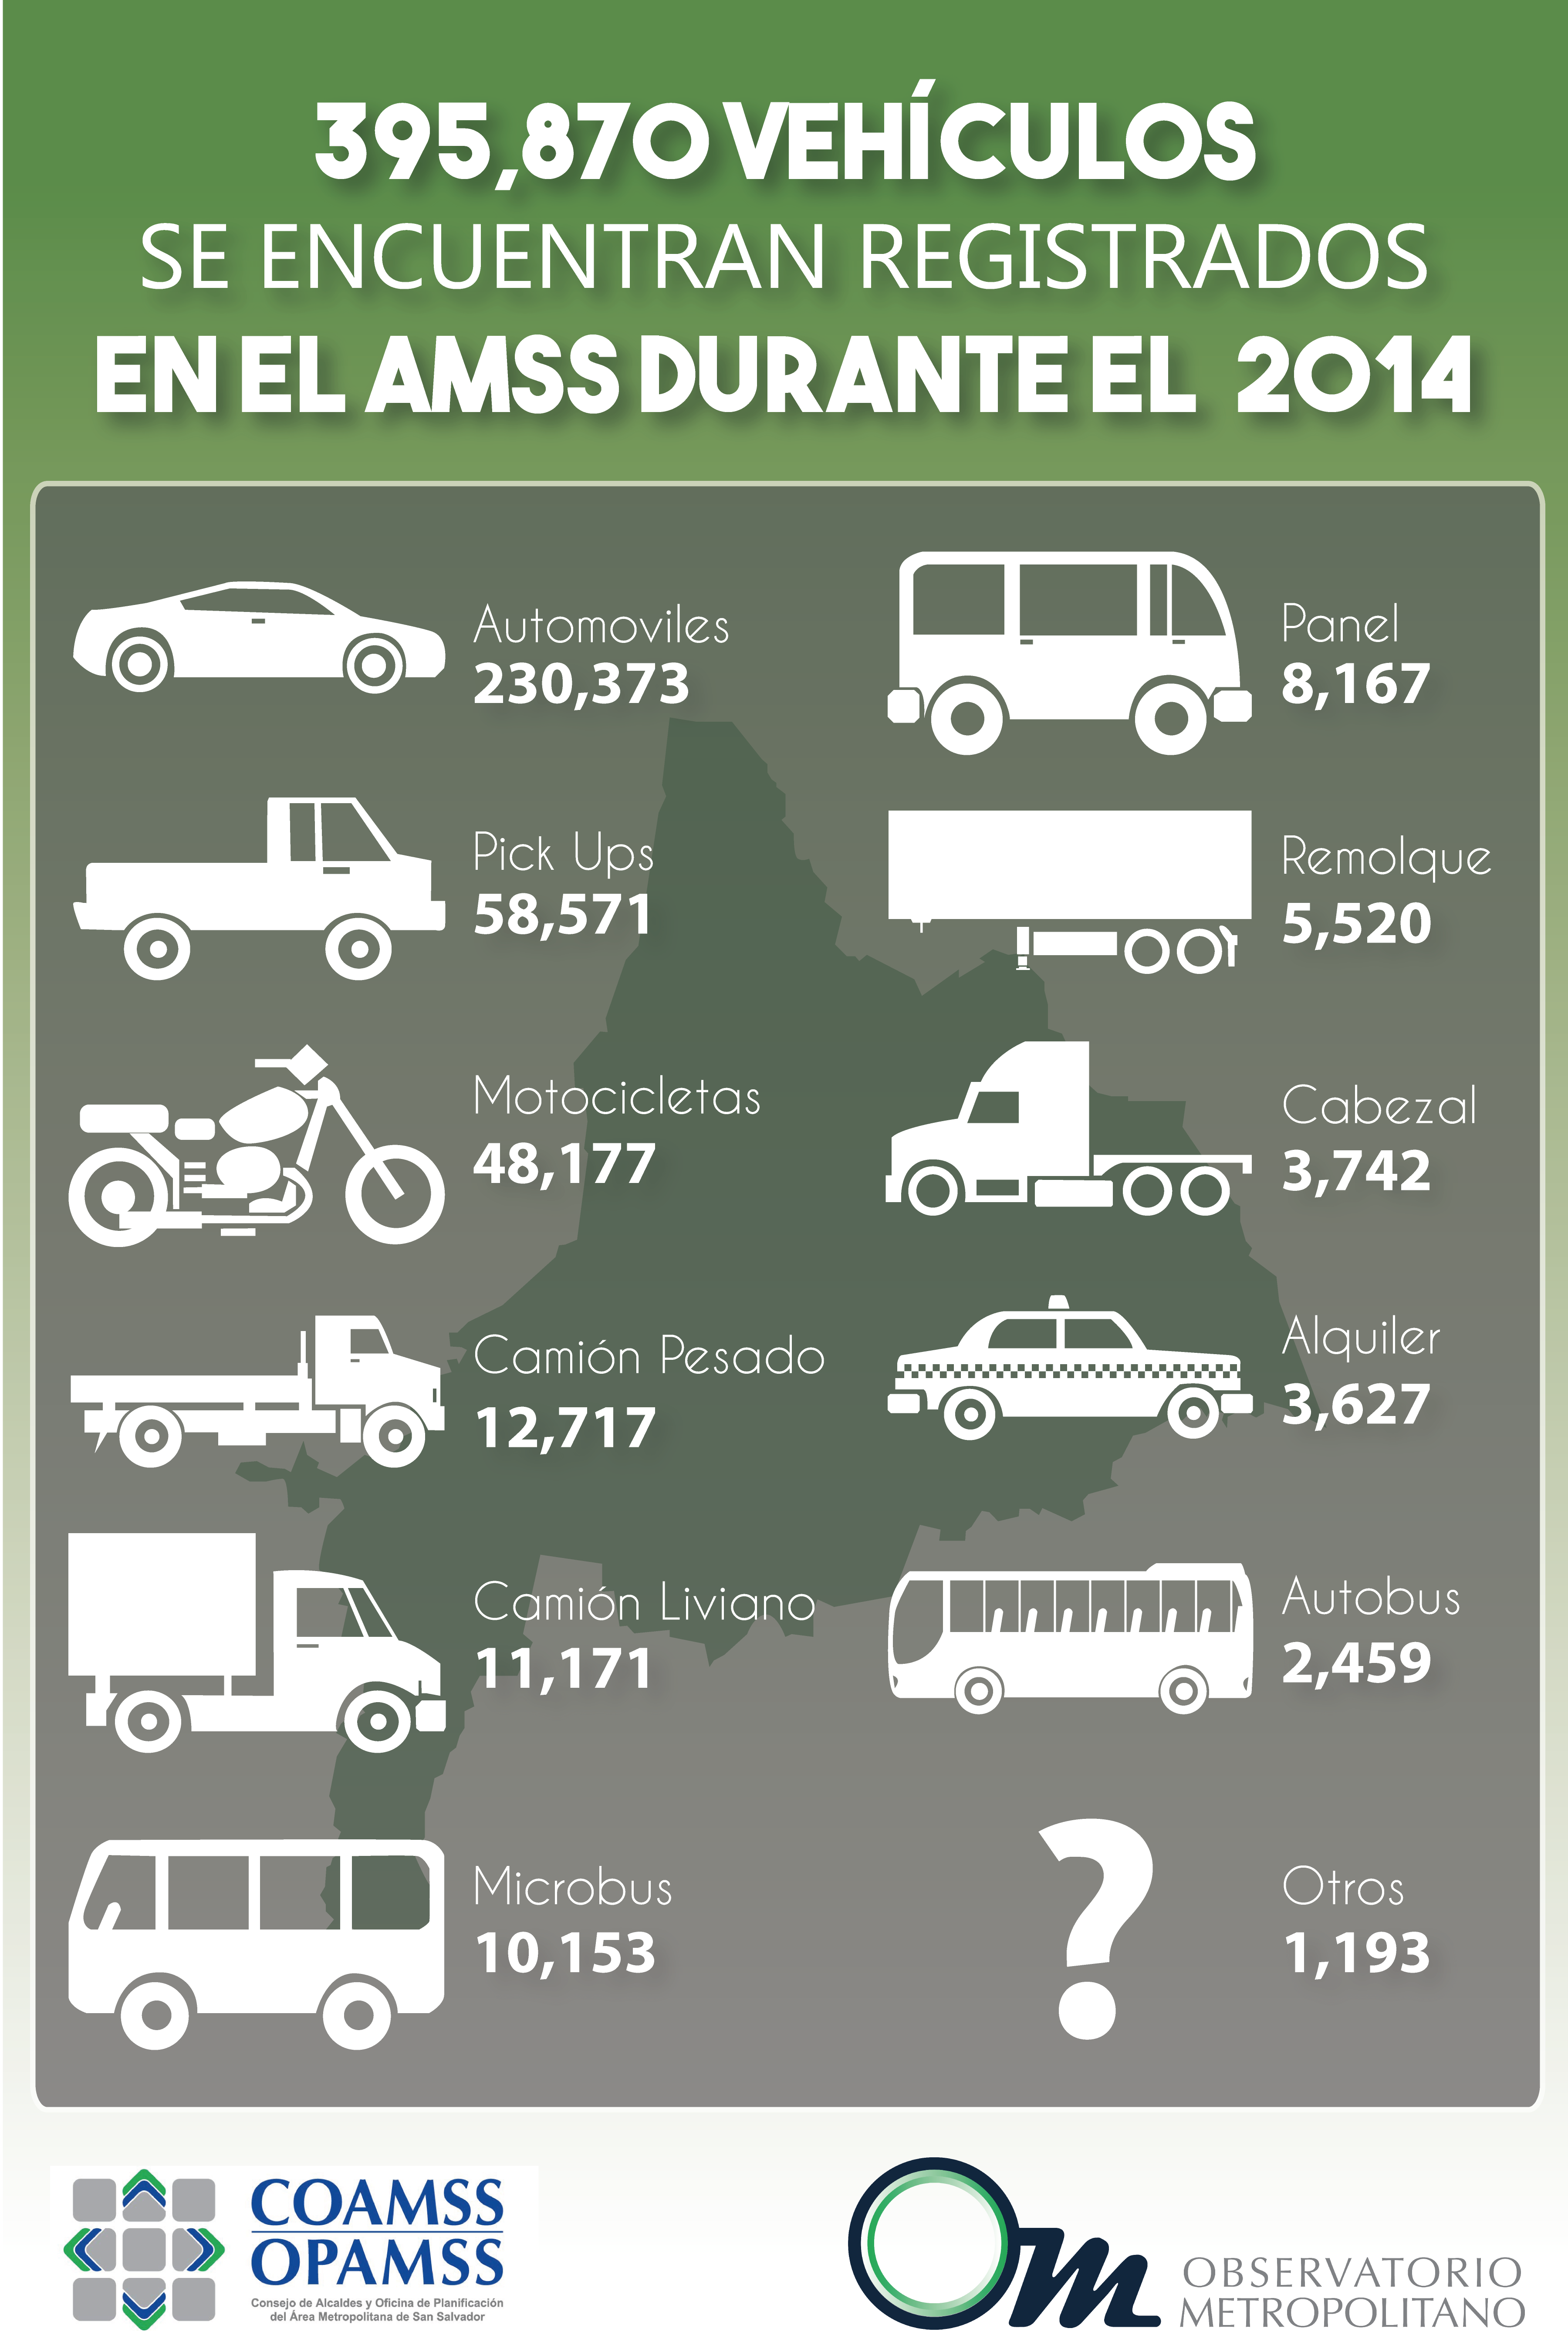 395,870 VEHÍCULOS
SE ENCUENTRAN REGISTRADOS
EN EL AMSS DURANTE EL 2014
Automoviles
230,373
Pick Ups
58,571
Motocicletas
48,177
Camión Pesado
12,717
Camión Liviano
11,171
Microbus
10,153
Panel
8,167
Remolque
5,520
Cabezal
3,742
Alquiler
3,627
Autobus
2,459
?
Otros
1,193
COAMSS
OPAMSS
Consejo de Alcaldes y Oficina de Planificación
del Área Metropolitana de San Salvador
Om
OBSERVATORIO
METROPOLITANO